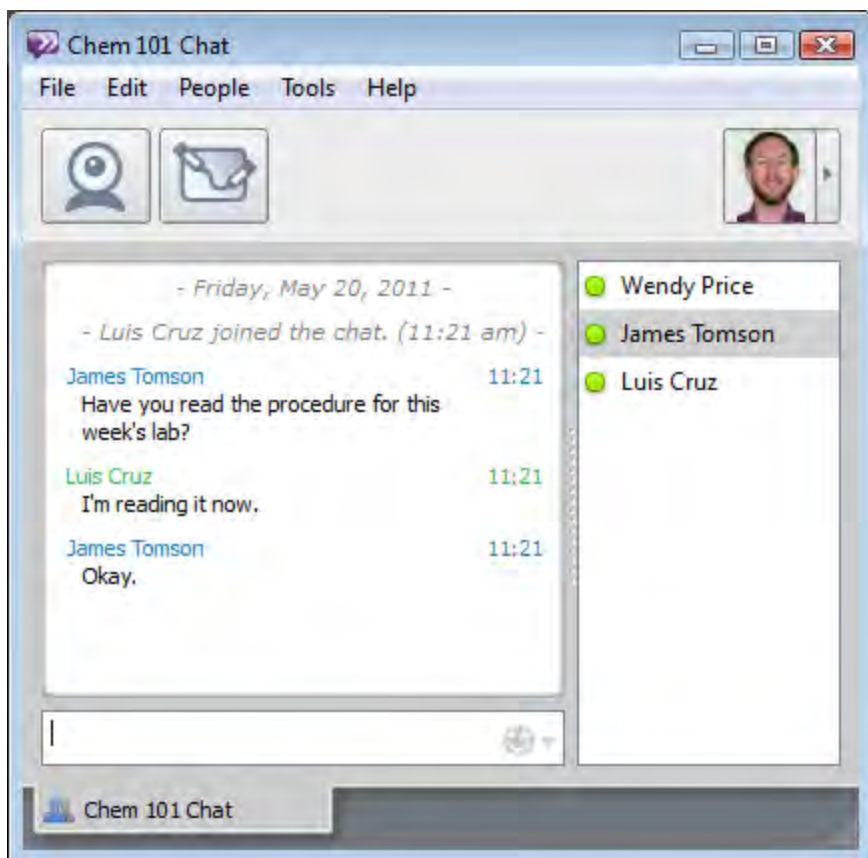 Chem 101 Chat
File Edit People Tools Help
- Friday, May 20, 2011 -
- Luis Cruz joined the chat. (11:21 am) -
James Tomson 11:21
Have you read the procedure for this
week's lab?
Luis Cruz 11:21
I'm reading it now.
James Tomson 11:21
Okay.
Wendy Price
James Tomson
Luis Cruz
Chem 101 Chat